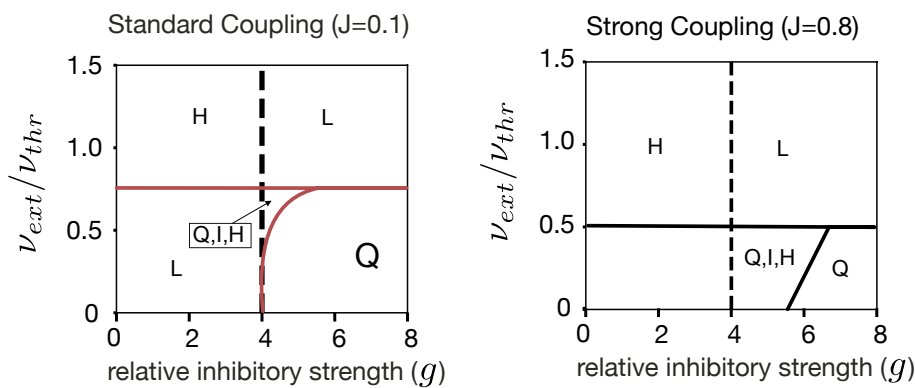 Standard Coupling (J=0.1)
1.5
1.0
0.5
0
ν_ext/ν_thr
H
L
Q,I,H
L
Q
0 2 4 6 8
relative inhibitory strength (g)
Strong Coupling (J=0.8)
1.5
1.0
0.5
0
ν_ext/ν_thr
H
L
Q,I,H
Q
0 2 4 6 8
relative inhibitory strength (g)